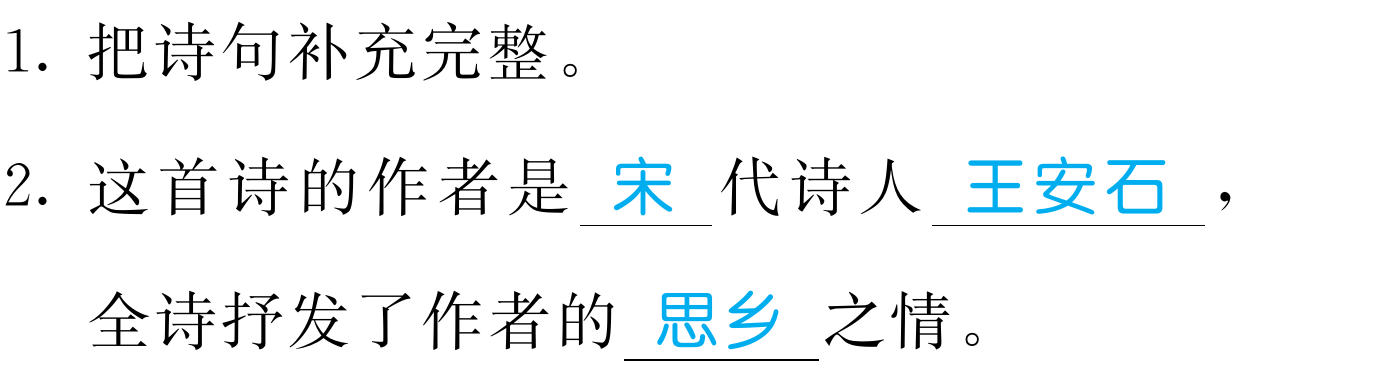 1. 把诗句补充完整。
2. 这首诗的作者是 宋 代诗人 王安石 ，
全诗抒发了作者的 思乡 之情。